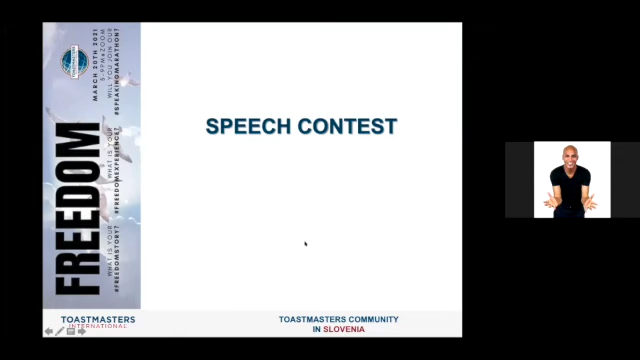 TOASTMASTERS
MARCH 20TH 2021
5-9PM@ZOOM
WILL YOU JOIN OUR
#SPEAKINGMARATHON?
FREEDOM
WHAT IS YOUR
#FREEDOMEXPERIENCE?
WHAT IS YOUR
#FREEDOMSTORY?
SPEECH CONTEST
TOASTMASTERS
INTERNATIONAL
TOASTMASTERS COMMUNITY
IN SLOVENIA